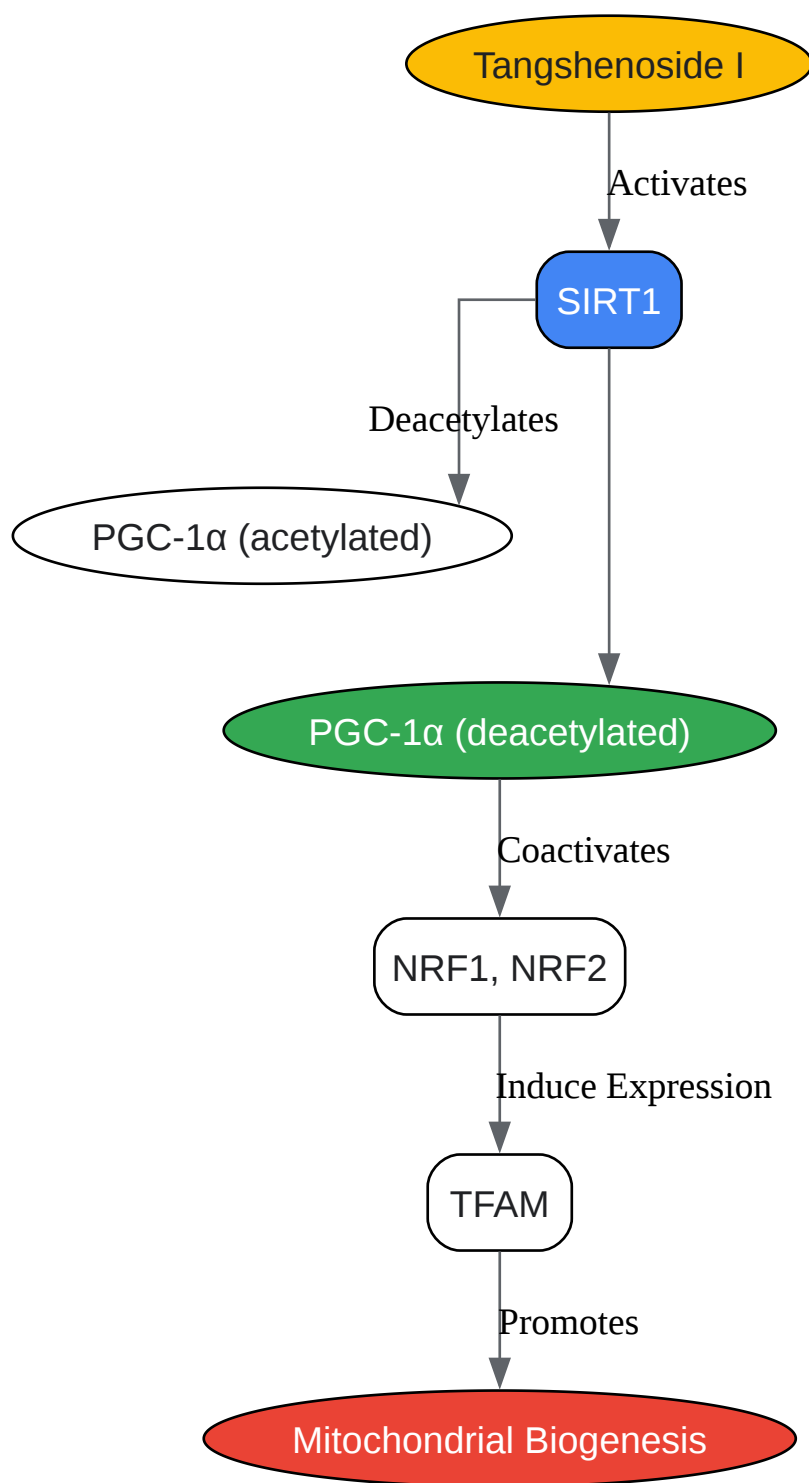 Tangshenoside I
Activates
SIRT1
Deacetylates
PGC-1α (acetylated)
PGC-1α (deacetylated)
Coactivates
NRF1, NRF2
Induce Expression
TFAM
Promotes
Mitochondrial Biogenesis